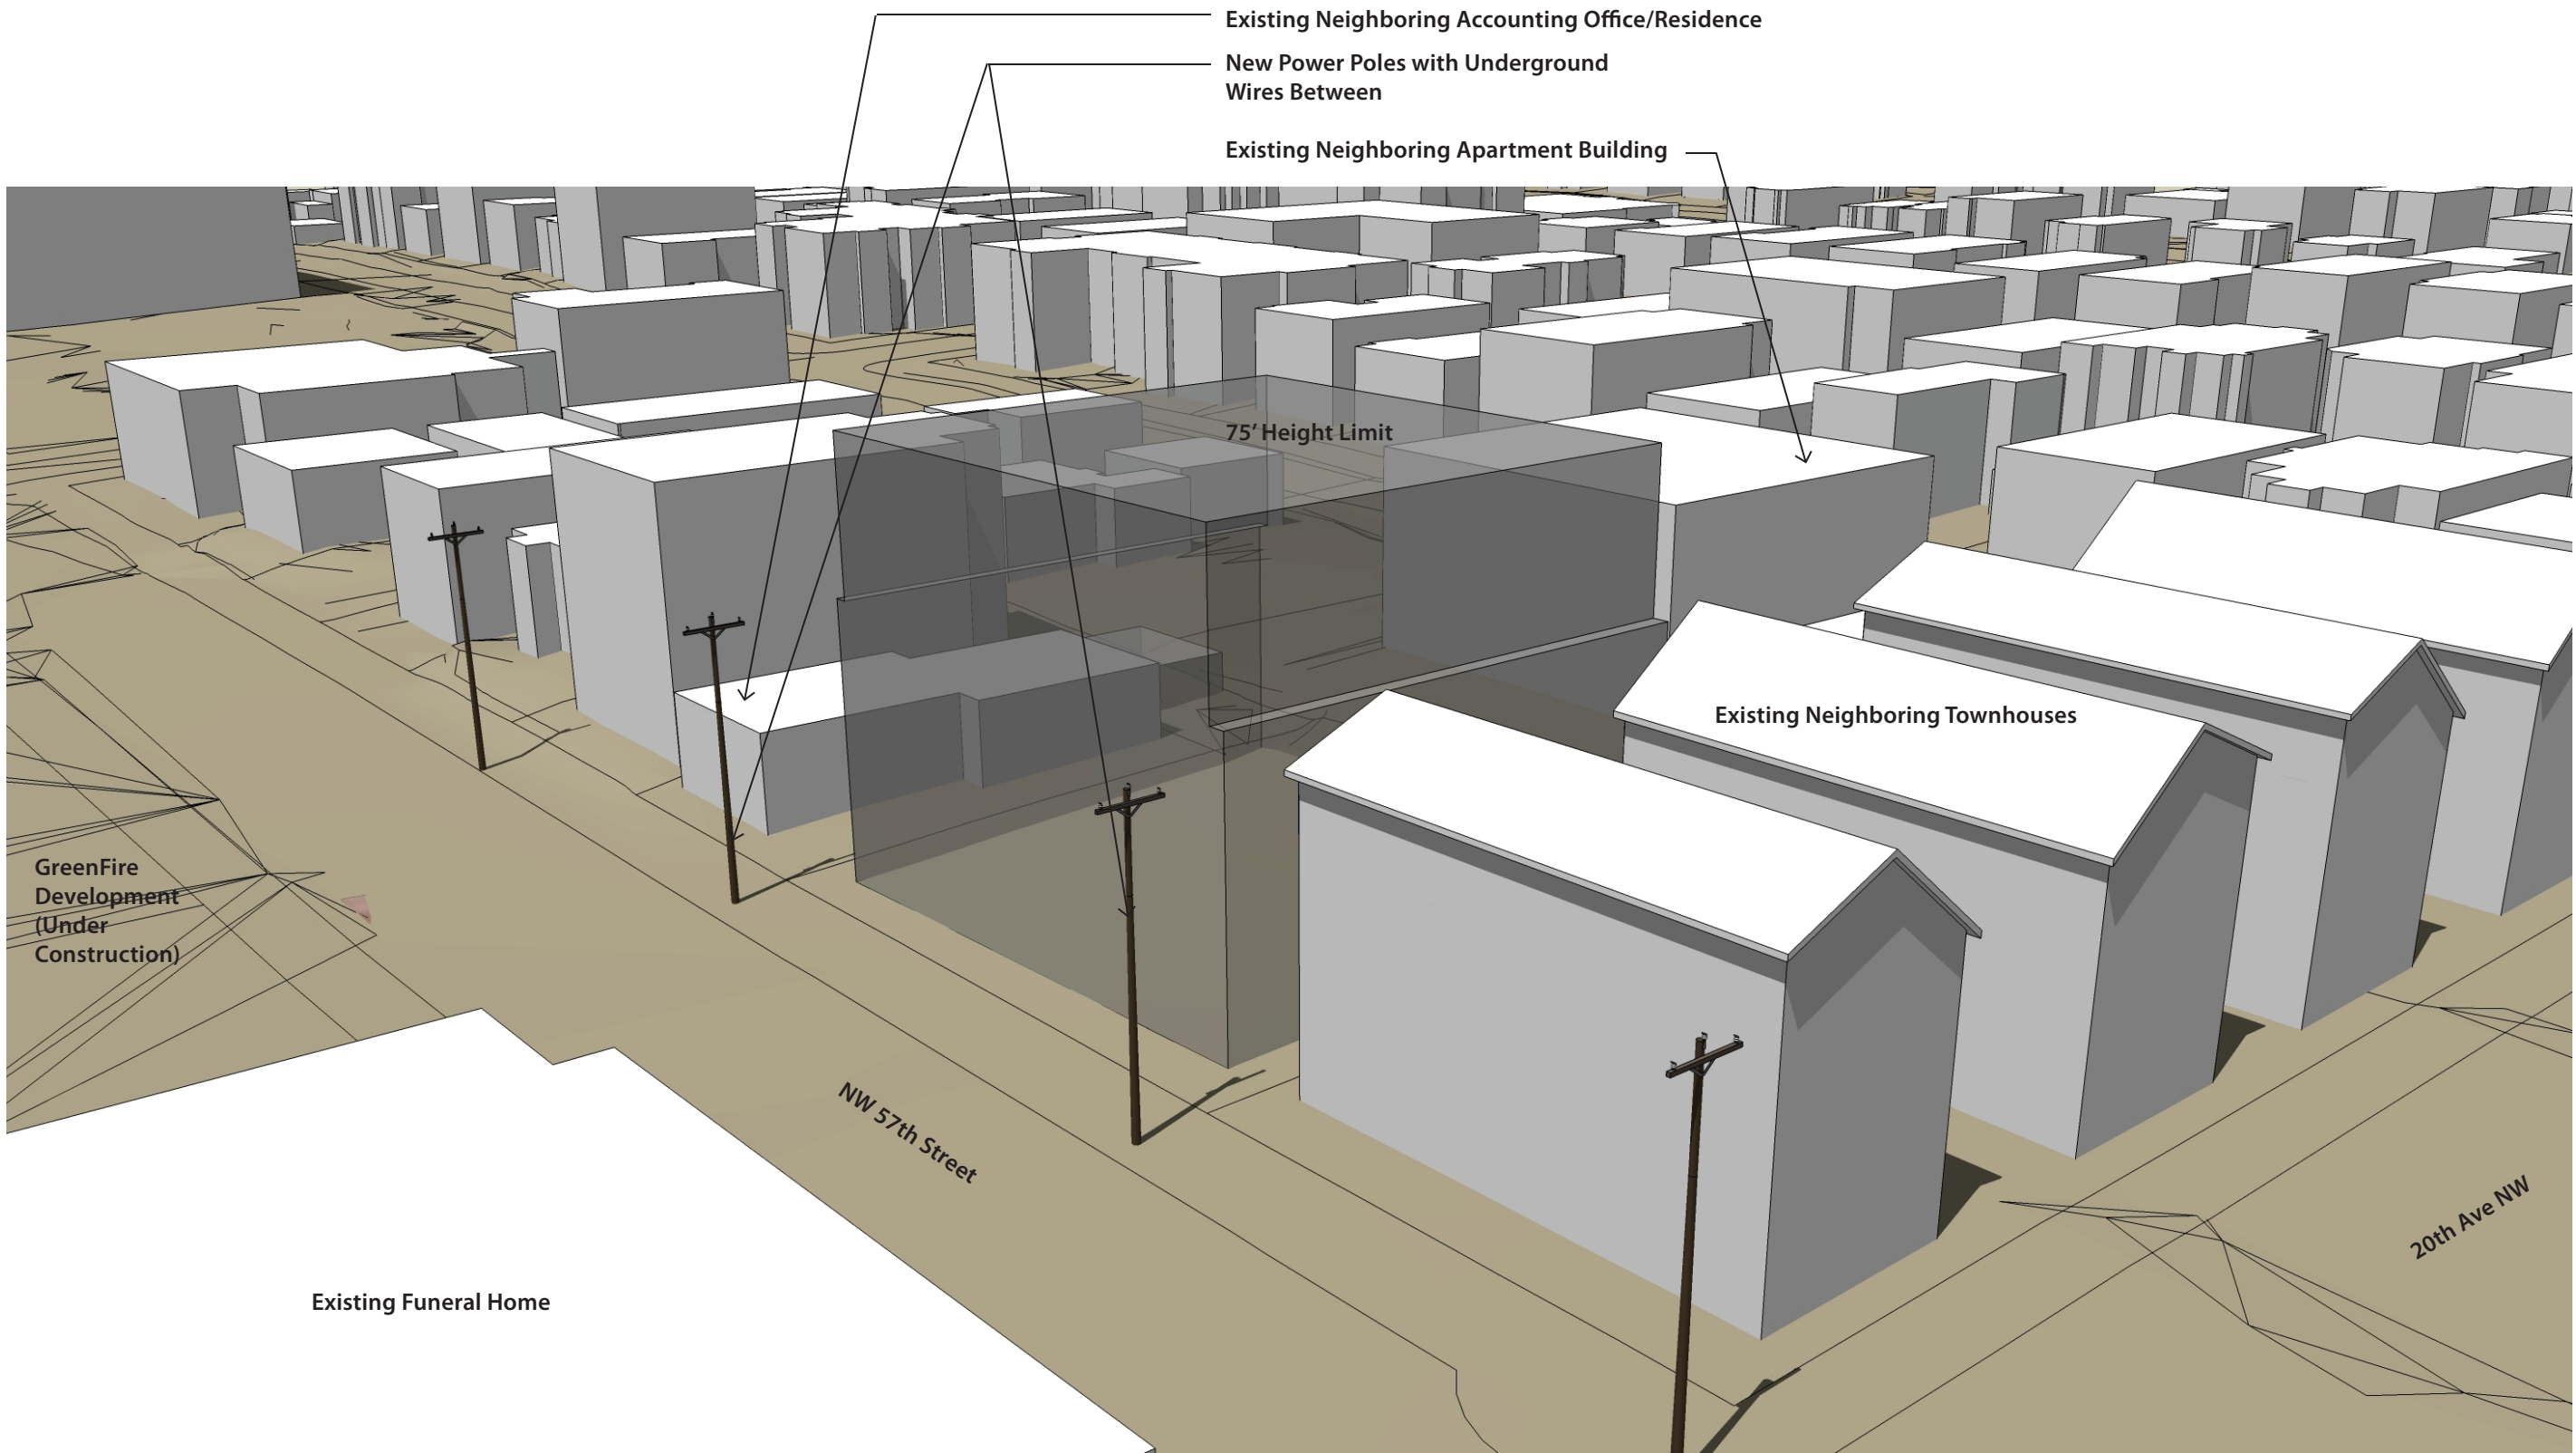 Existing Neighboring Accounting Office/Residence
New Power Poles with Underground
Wires Between
Existing Neighboring Apartment Building
75’ Height Limit
Existing Neighboring Townhouses
GreenFire
Development
(Under
Construction)
NW 57th Street
20th Ave NW
Existing Funeral Home